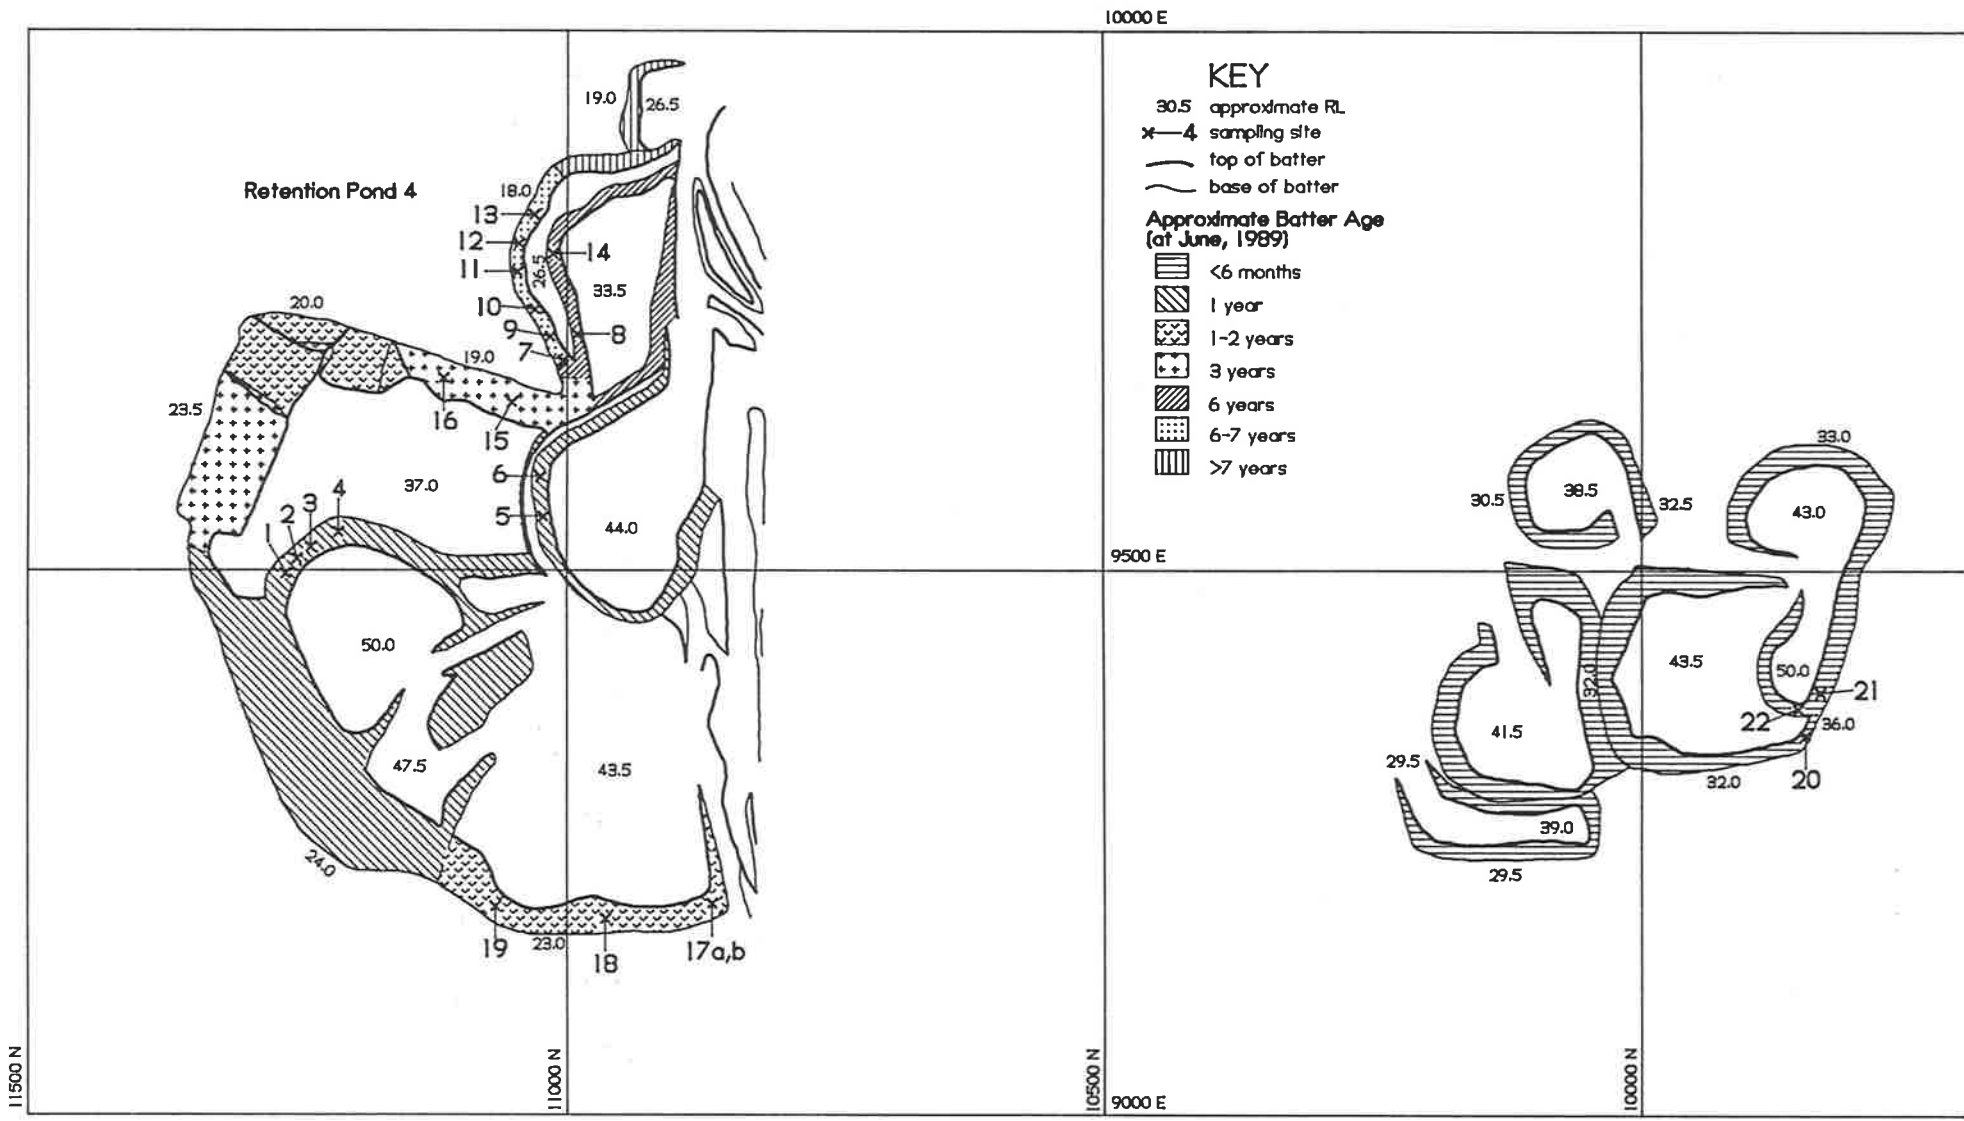 10000 E
KEY
30.5 approximate RL
×—4 sampling site
top of batter
base of batter
Approximate Batter Age
(at June, 1989)
<6 months
1 year
1-2 years
3 years
6 years
6-7 years
>7 years
Retention Pond 4
19.0
26.5
18.0
13
12
11
14
26.5
33.5
10
9
8
7
20.0
19.0
23.5
16
15
6
5
37.0
4
3
2
1
44.0
50.0
47.5
43.5
24.0
19
23.0
18
17a,b
9500 E
33.0
30.5
38.5
32.5
43.0
32.0
43.5
50.0
21
22
36.0
20
41.5
29.5
32.0
39.0
29.5
11500 N
11000 N
10500 N
10000 N
9000 E